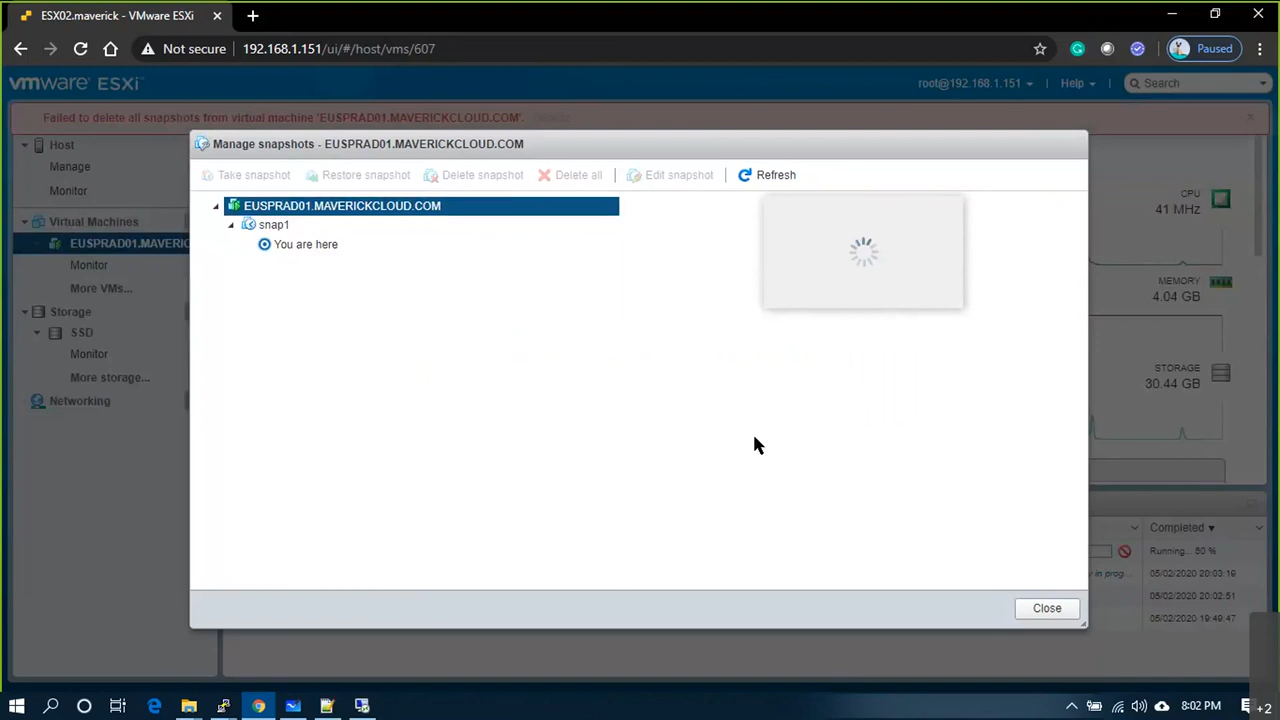 ESX02.maverick - VMware ESXi
Not secure
192.168.1.151/ui/#/host/vms/607
Paused
vmware ESXi
root@192.168.1.151
Help
Search
Failed to delete all snapshots from virtual machine 'EUSPRAD01.MAVERICKCLOUD.COM'.
Manage snapshots - EUSPRAD01.MAVERICKCLOUD.COM
Take snapshot
Restore snapshot
Delete snapshot
Delete all
Edit snapshot
Refresh
EUSPRAD01.MAVERICKCLOUD.COM
snap1
You are here
Close
Host
Manage
Monitor
Virtual Machines
EUSPRAD01.MAVERIC
Monitor
More VMs...
Storage
SSD
Monitor
More storage...
Networking
CPU
41 MHz
MEMORY
4.04 GB
STORAGE
30.44 GB
Completed
Running... 60 %
in prog...
05/02/2020 20:03:19
05/02/2020 20:02:51
05/02/2020 19:49:47
8:02 PM
+2